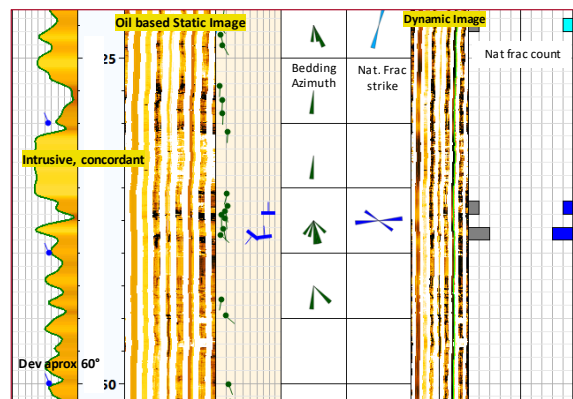 Oil based Static Image
Dynamic Image
25
Bedding
Azimuth
Nat. Frac
strike
Nat frac count
Intrusive, concordant
Dev aprox 60°
50